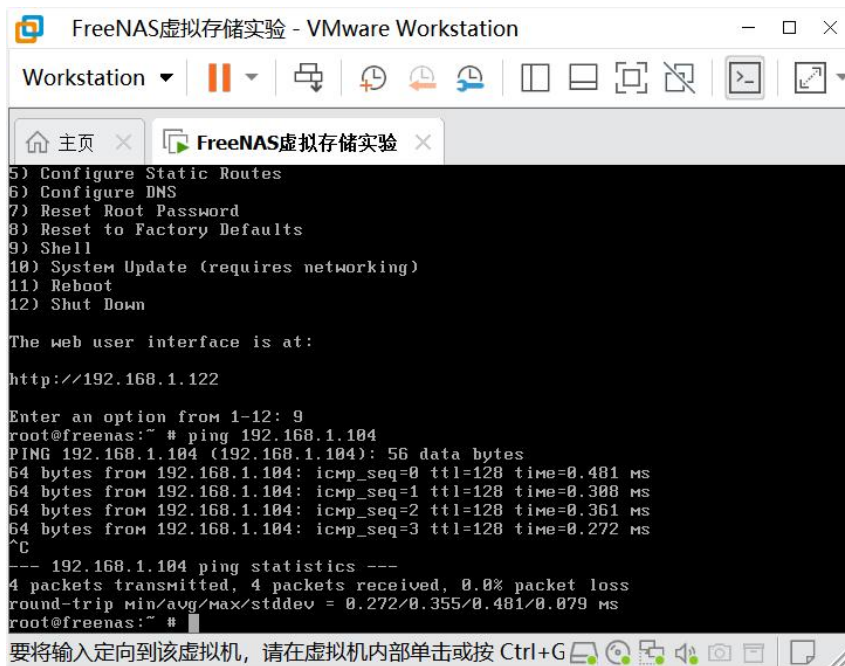 FreeNAS虚拟存储实验 - VMware Workstation
Workstation
主页
FreeNAS虚拟存储实验
5) Configure Static Routes
6) Configure DNS
7) Reset Root Password
8) Reset to Factory Defaults
9) Shell
10) System Update (requires networking)
11) Reboot
12) Shut Down
The web user interface is at:
http://192.168.1.122
Enter an option from 1-12: 9
root@freenas:~ # ping 192.168.1.104
PING 192.168.1.104 (192.168.1.104): 56 data bytes
64 bytes from 192.168.1.104: icmp_seq=0 ttl=128 time=0.481 ms
64 bytes from 192.168.1.104: icmp_seq=1 ttl=128 time=0.308 ms
64 bytes from 192.168.1.104: icmp_seq=2 ttl=128 time=0.361 ms
64 bytes from 192.168.1.104: icmp_seq=3 ttl=128 time=0.272 ms
^C
--- 192.168.1.104 ping statistics ---
4 packets transmitted, 4 packets received, 0.0% packet loss
round-trip min/avg/max/stddev = 0.272/0.355/0.481/0.079 ms
root@freenas:~ #
要将输入定向到该虚拟机，请在虚拟机内部单击或按 Ctrl+G